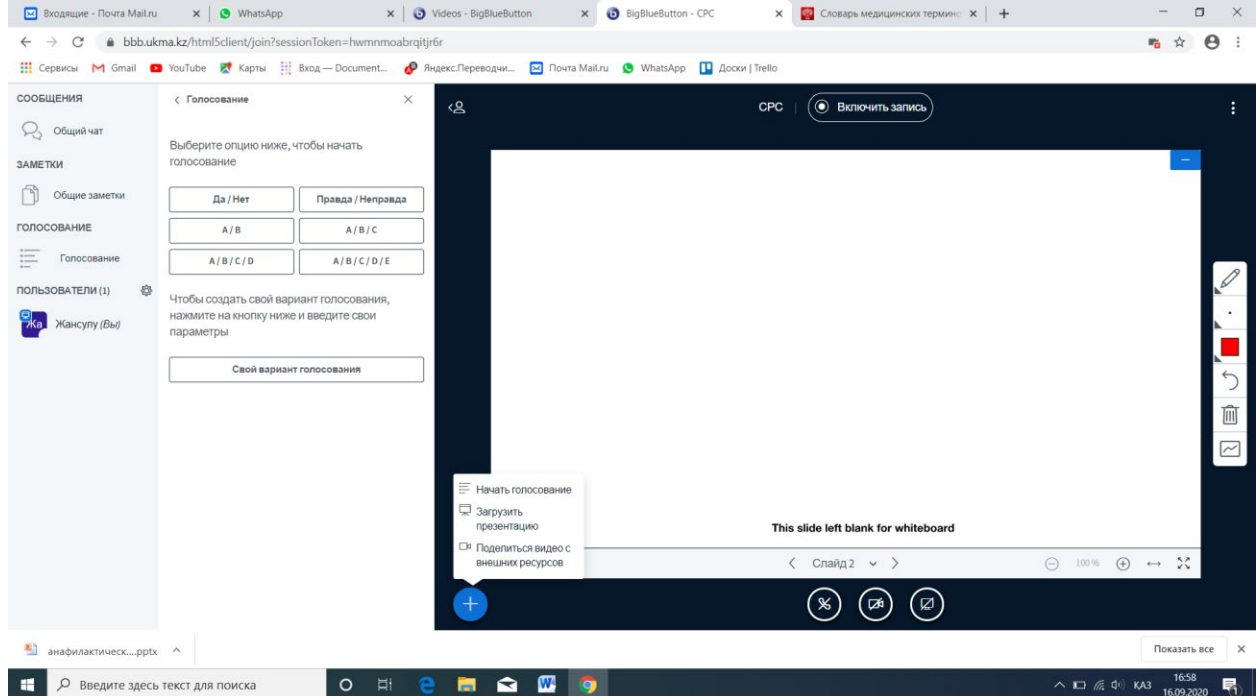 Входящие - Почта Mail.ru
WhatsApp
Videos - BigBlueButton
BigBlueButton - СРС
Словарь медицинских термино
bbb.ukma.kz/html5client/join?sessionToken=hwmnmoabrqitjr6r
Сервисы
Gmail
YouTube
Карты
Вход — Document...
Яндекс.Переводчи...
Почта Mail.ru
WhatsApp
Доски | Trello
СООБЩЕНИЯ
Общий чат
ЗАМЕТКИ
Общие заметки
ГОЛОСОВАНИЕ
Голосование
ПОЛЬЗОВАТЕЛИ (1)
Жа
Жансулу (Вы)
Голосование
Выберите опцию ниже, чтобы начать
голосование
Да / Нет
Правда / Неправда
A / B
A / B / C
A / B / C / D
A / B / C / D / E
Чтобы создать свой вариант голосования,
нажмите на кнопку ниже и введите свои
параметры
Свой вариант голосования
СРС
Включить запись
This slide left blank for whiteboard
Начать голосование
Загрузить
презентацию
Поделиться видео с
внешних ресурсов
Слайд 2
100 %
анафилактическ....pptx
Показать все
Введите здесь текст для поиска
КАЗ
16:58
16.09.2020